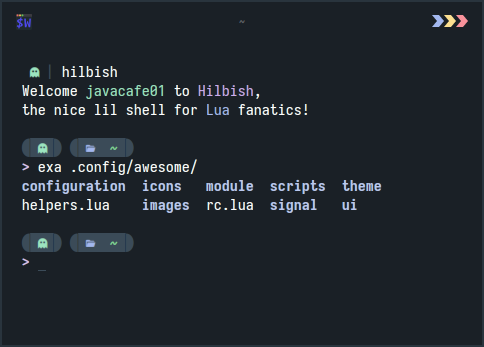 $W
~
hilbish
Welcome javacafe01 to Hilbish,
the nice lil shell for Lua fanatics!
~
> exa .config/awesome/
configuration icons module scripts theme
helpers.lua images rc.lua signal ui
~
> _